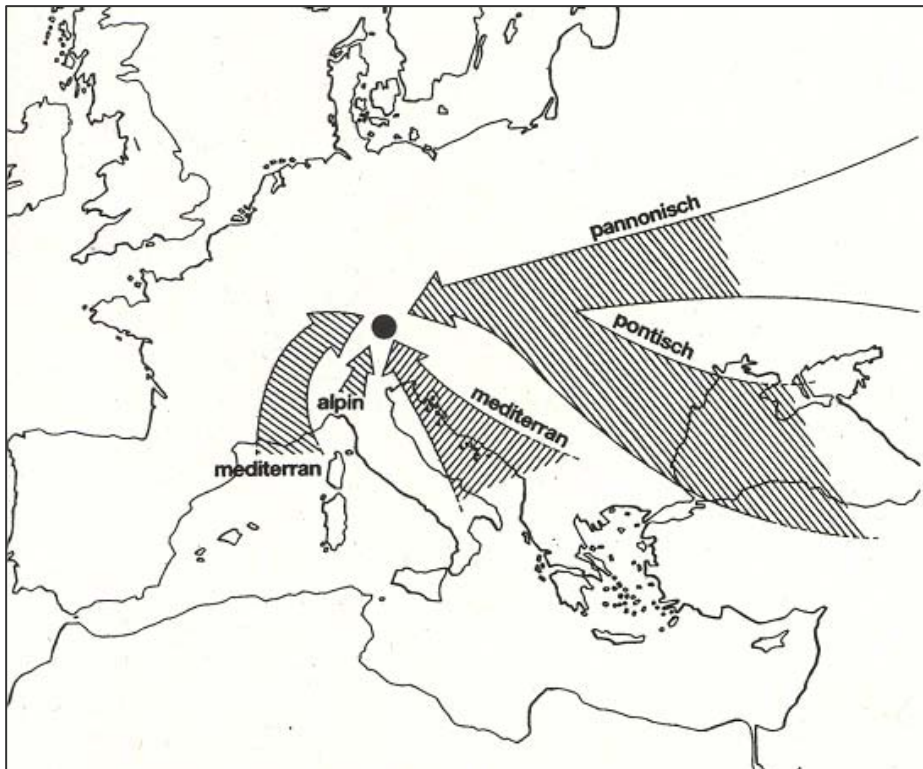 pannonisch
pontisch
mediterran
alpin
mediterran